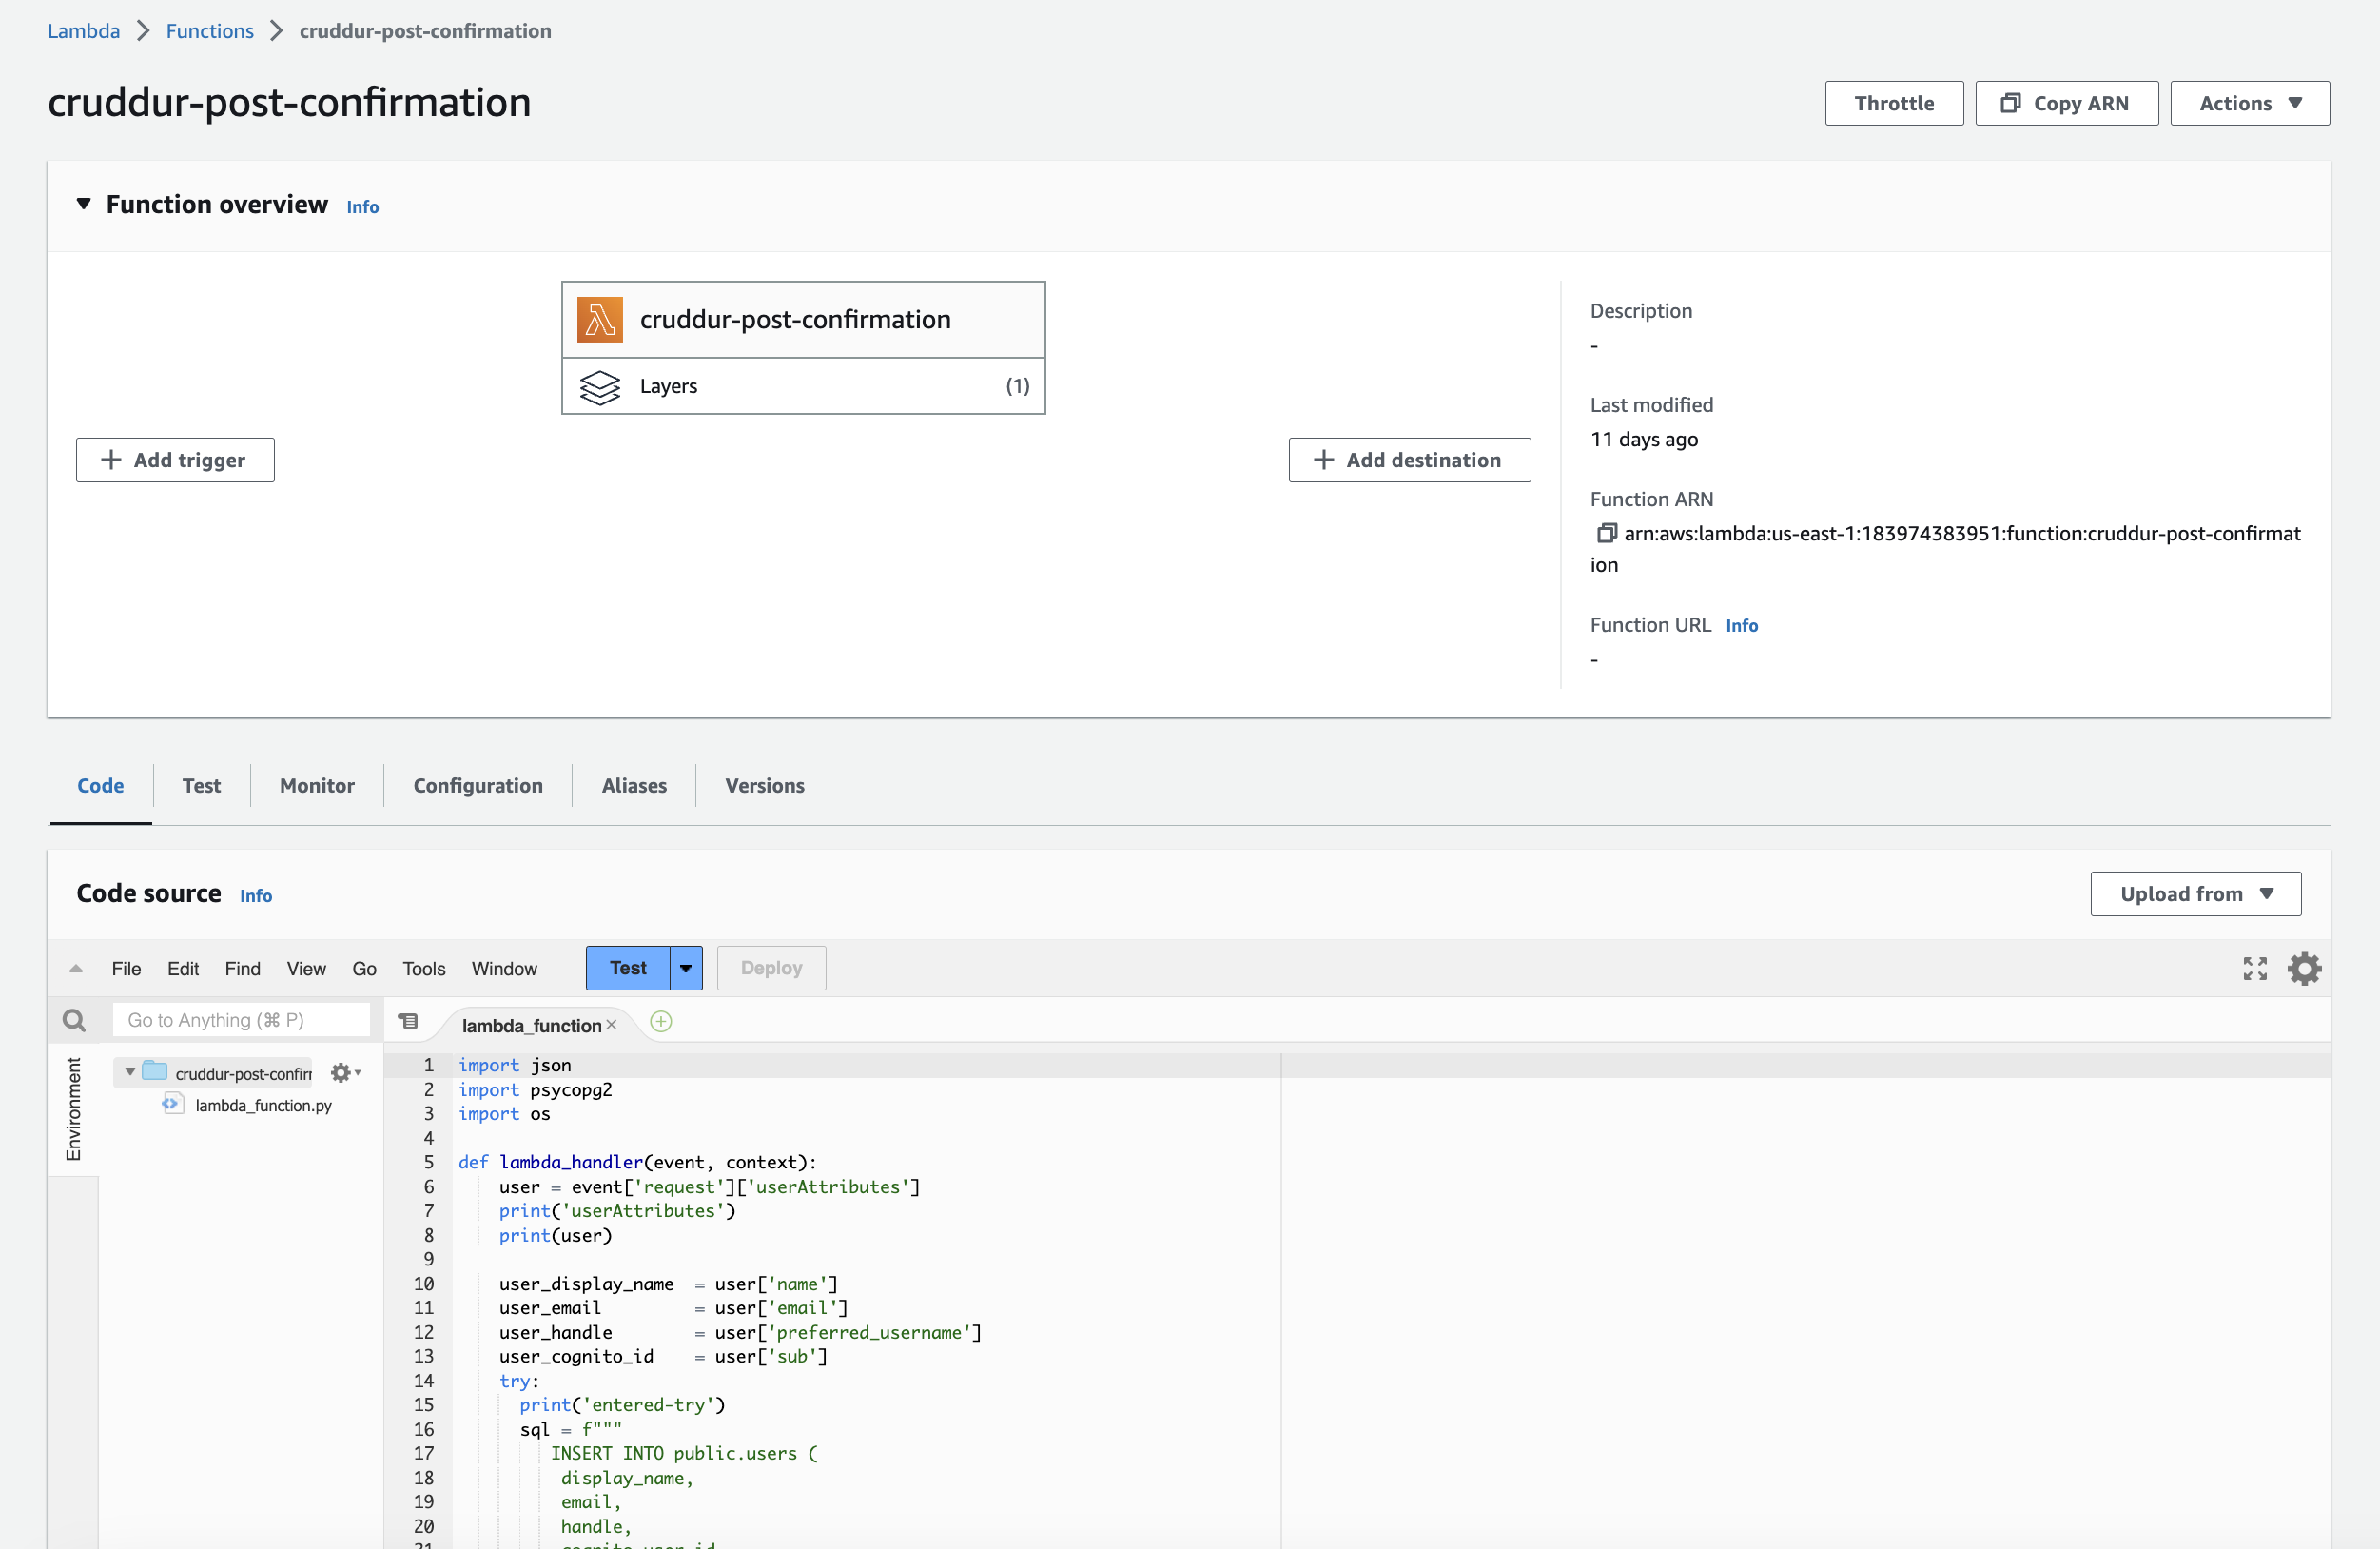 Lambda > Functions > cruddur-post-confirmation
cruddur-post-confirmation
Throttle
Copy ARN
Actions
Function overview Info
cruddur-post-confirmation
Layers (1)
Add trigger
Add destination
Description
-
Last modified
11 days ago
Function ARN
arn:aws:lambda:us-east-1:183974383951:function:cruddur-post-confirmat
ion
Function URL Info
-
Code Test Monitor Configuration Aliases Versions
Code source Info
Upload from
File Edit Find View Go Tools Window Test Deploy
Go to Anything (⌘ P)
lambda_function
Environment
cruddur-post-confir
lambda_function.py
1 import json
2 import psycopg2
3 import os
4
5 def lambda_handler(event, context):
6 user = event['request']['userAttributes']
7 print('userAttributes')
8 print(user)
9
10 user_display_name = user['name']
11 user_email = user['email']
12 user_handle = user['preferred_username']
13 user_cognito_id = user['sub']
14 try:
15 print('entered-try')
16 sql = f"""
17 INSERT INTO public.users (
18 display_name,
19 email,
20 handle,